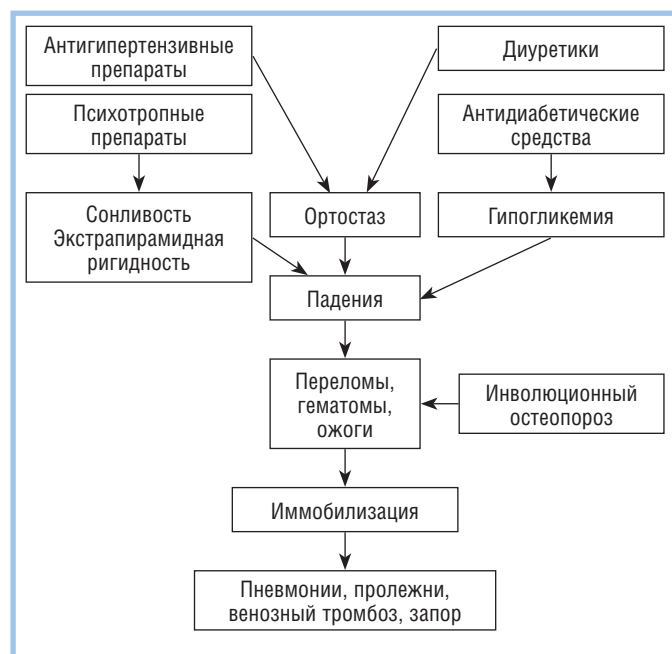 Антигипертензивные
препараты
Диуретики
Психотропные
препараты
Антидиабетические
средства
Сонливость
Экстрапирамидная
ригидность
Ортостаз
Гипогликемия
Падения
Переломы,
гематомы,
ожоги
Инволюционный
остеопороз
Иммобилизация
Пневмонии, пролежни,
венозный тромбоз, запор